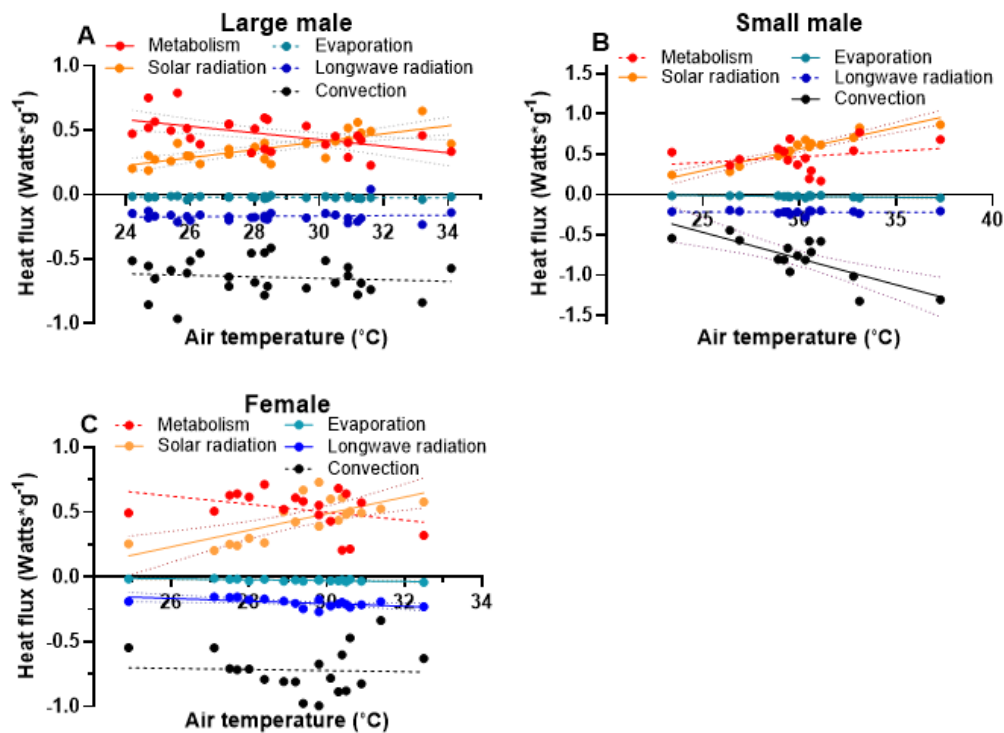 A
Large male
Metabolism
Evaporation
Solar radiation
Longwave radiation
Convection
Heat flux (Watts*g-1)
1.0
0.5
0.0
-0.5
-1.0
24 26 28 30 32 34
Air temperature (°C)
B
Small male
Metabolism
Evaporation
Solar radiation
Longwave radiation
Convection
Heat flux (Watts*g-1)
1.5
1.0
0.5
0.0
-0.5
-1.0
-1.5
25 30 35 40
Air temperature (°C)
C
Female
Metabolism
Evaporation
Solar radiation
Longwave radiation
Convection
Heat flux (Watts*g-1)
1.0
0.5
0.0
-0.5
-1.0
26 28 30 32 34
Air temperature (°C)